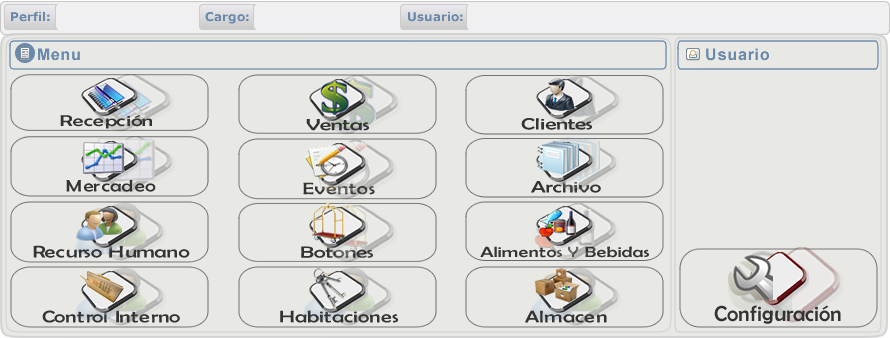 Perfil: Cargo: Usuario:
Menu
Usuario
Recepción Ventas Clientes
Mercadeo Eventos Archivo
Recurso Humano Botones Alimentos Y Bebidas
Control Interno Habitaciones Almacen
Configuración